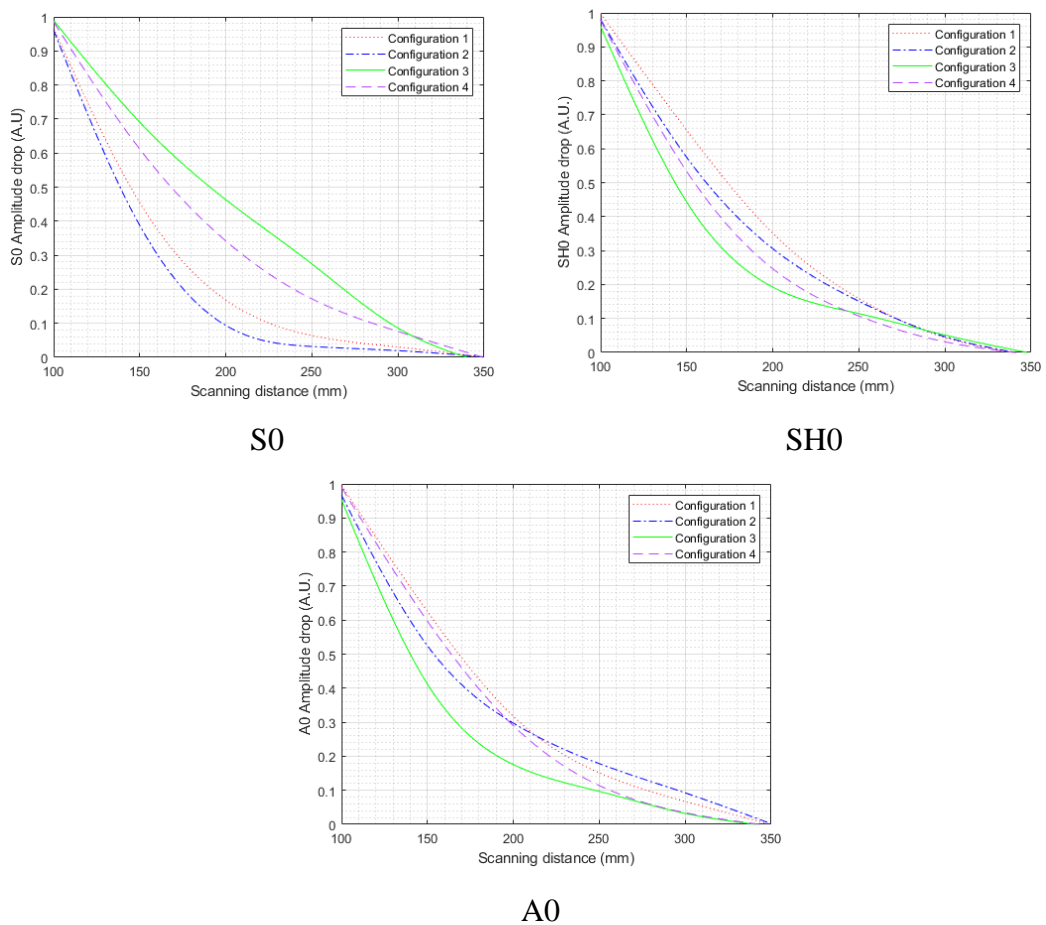 S0 Amplitude drop (A.U)
1
0.9
0.8
0.7
0.6
0.5
0.4
0.3
0.2
0.1
0
100
150
200
250
300
350
Scanning distance (mm)
Configuration 1
Configuration 2
Configuration 3
Configuration 4
S0
SH0 Amplitude drop (A.U.)
1
0.9
0.8
0.7
0.6
0.5
0.4
0.3
0.2
0.1
0
100
150
200
250
300
350
Scanning distance (mm)
Configuration 1
Configuration 2
Configuration 3
Configuration 4
SH0
A0 Amplitude drop (A.U.)
1
0.9
0.8
0.7
0.6
0.5
0.4
0.3
0.2
0.1
0
100
150
200
250
300
350
Scanning distance (mm)
Configuration 1
Configuration 2
Configuration 3
Configuration 4
A0